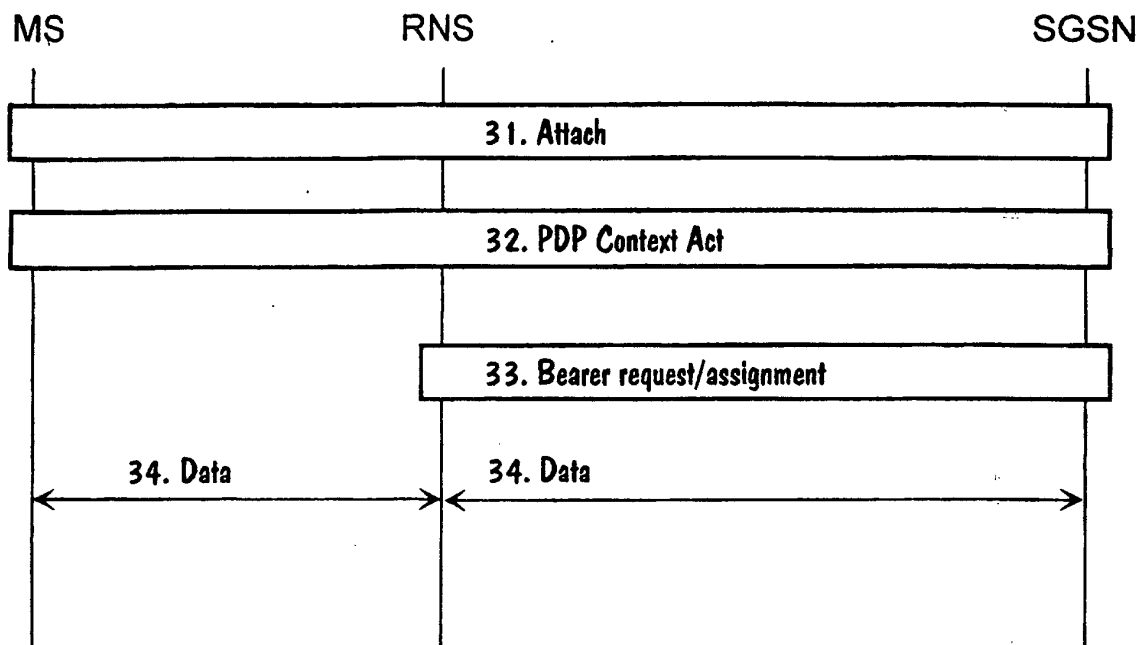 MS RNS SGSN
31. Attach
32. PDP Context Act
33. Bearer request/assignment
34. Data 34. Data